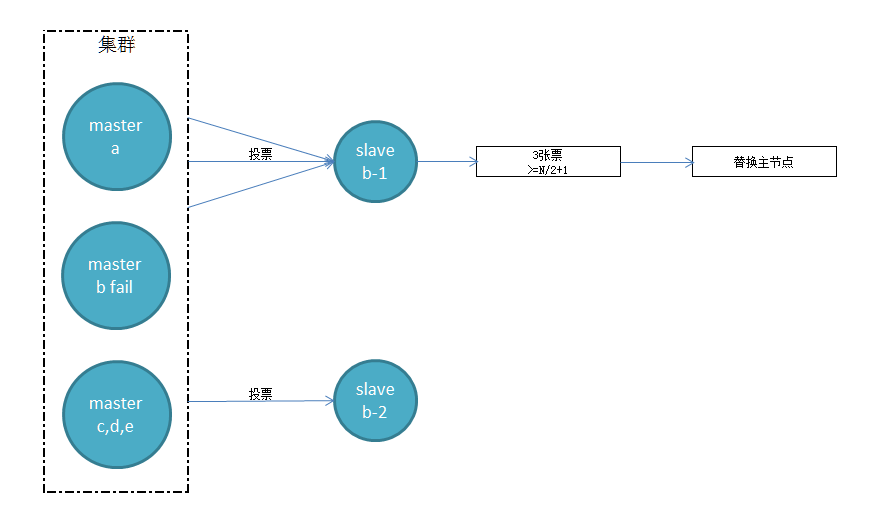 集群
master
a
投票
slave
b-1
3张票
>=N/2+1
替换主节点
master
b fail
master
c,d,e
投票
slave
b-2